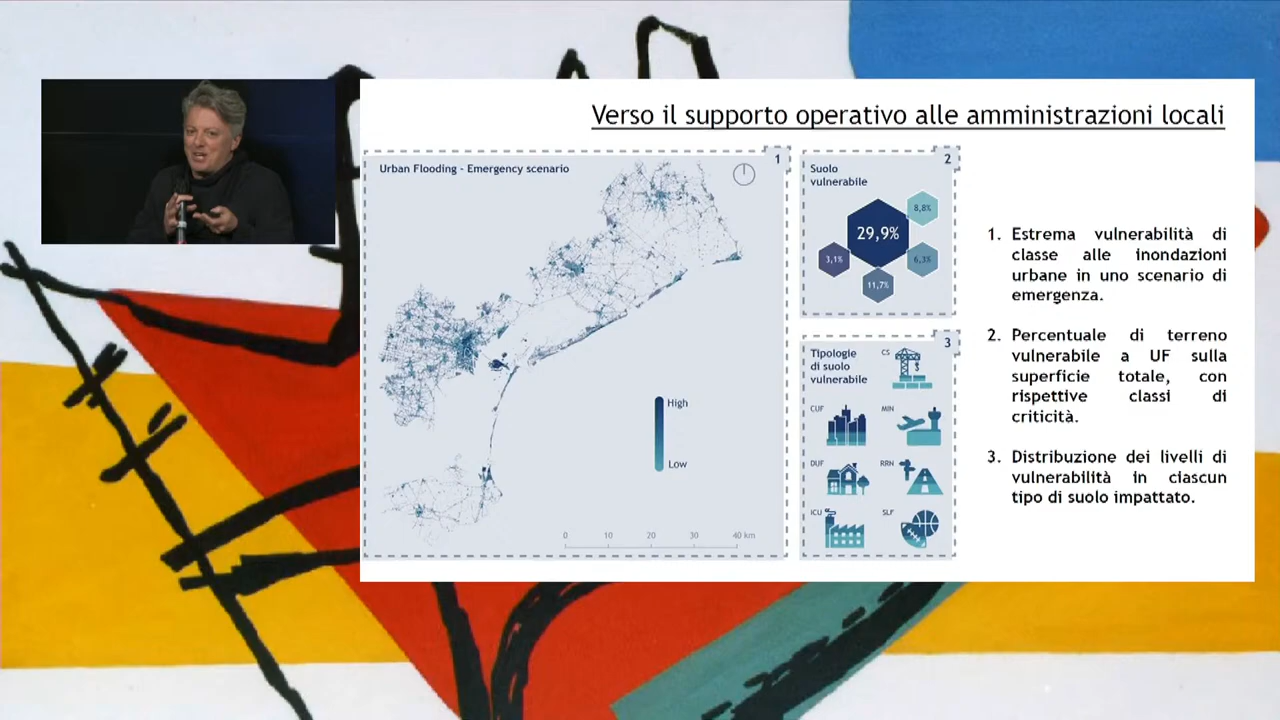 Verso il supporto operativo alle amministrazioni locali
1
Urban Flooding - Emergency scenario
High
Low
0 10 20 30 40 km
2
Suolo
vulnerabile
8,8%
29,9%
3,1%
6,3%
11,7%
3
Tipologie
di suolo
vulnerabile
CS
CUF
MIN
DUF
RRN
ICU
SLF
1. Estrema vulnerabilità di
classe alle inondazioni
urbane in uno scenario di
emergenza.
2. Percentuale di terreno
vulnerabile a UF sulla
superficie totale, con
rispettive classi di
criticità.
3. Distribuzione dei livelli di
vulnerabilità in ciascun
tipo di suolo impattato.